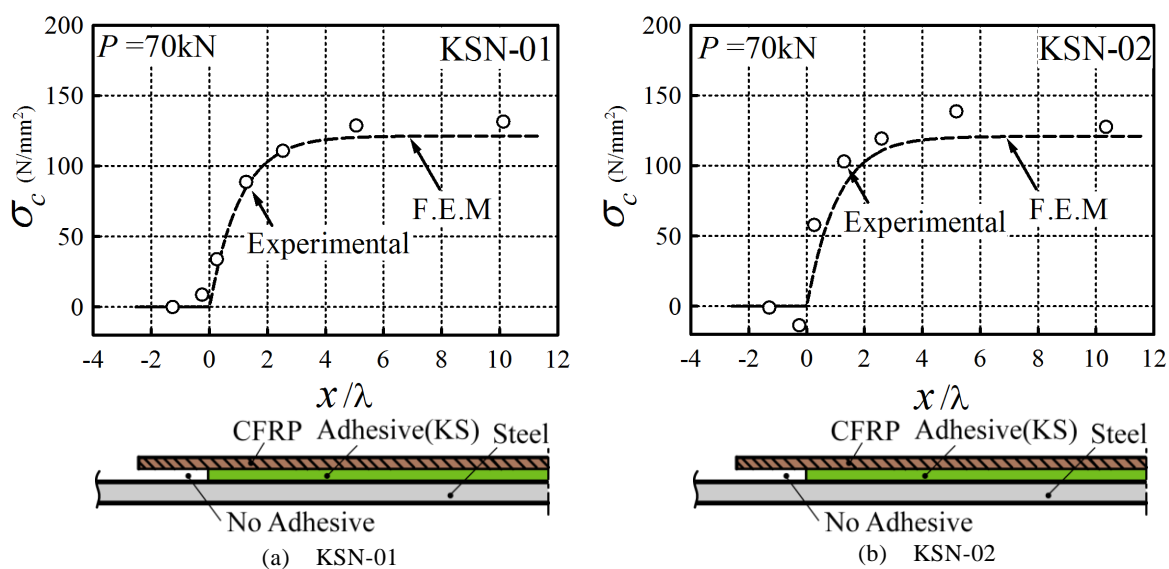 200
150
100
50
0
σc (N/mm²)
P =70kN
KSN-01
F.E.M
Experimental
-4 -2 0 2 4 6 8 10 12
x/λ
CFRP
Adhesive(KS)
Steel
No Adhesive
(a) KSN-01
200
150
100
50
0
σc (N/mm²)
P =70kN
KSN-02
F.E.M
Experimental
-4 -2 0 2 4 6 8 10 12
x/λ
CFRP
Adhesive(KS)
Steel
No Adhesive
(b) KSN-02